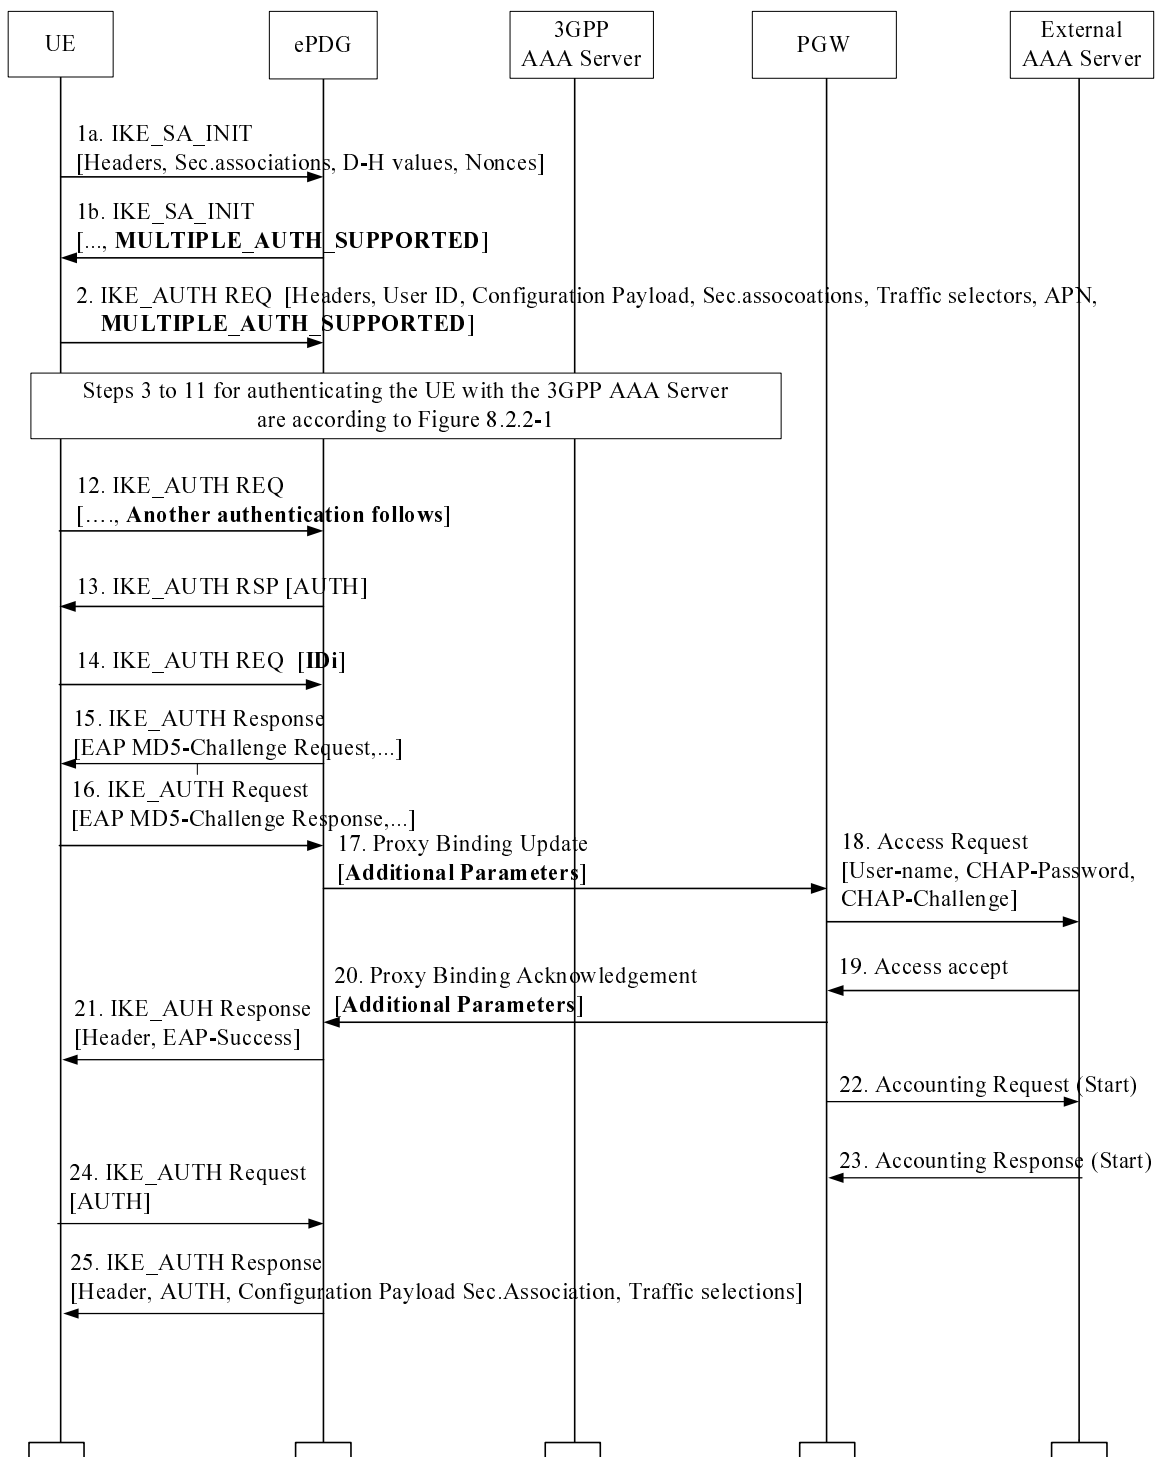 UE
ePDG
3GPP
AAA Server
PGW
External
AAA Server
1a. IKE_SA_INIT
[Headers, Sec.associations, D-H values, Nonces]
1b. IKE_SA_INIT
[..., MULTIPLE_AUTH_SUPPORTED]
2. IKE_AUTH REQ [Headers, User ID, Configuration Payload, Sec.assocoations, Traffic selectors, APN,
MULTIPLE_AUTH_SUPPORTED]
Steps 3 to 11 for authenticating the UE with the 3GPP AAA Server
are according to Figure 8.2.2-1
12. IKE_AUTH REQ
[…., Another authentication follows]
13. IKE_AUTH RSP [AUTH]
14. IKE_AUTH REQ [IDi]
15. IKE_AUTH Response
[EAP MD5-Challenge Request,...]
16. IKE_AUTH Request
[EAP MD5-Challenge Response,...]
17. Proxy Binding Update
[Additional Parameters]
18. Access Request
[User-name, CHAP-Password,
CHAP-Challenge]
19. Access accept
20. Proxy Binding Acknowledgement
[Additional Parameters]
21. IKE_AUH Response
[Header, EAP-Success]
22. Accounting Request (Start)
23. Accounting Response (Start)
24. IKE_AUTH Request
[AUTH]
25. IKE_AUTH Response
[Header, AUTH, Configuration Payload Sec.Association, Traffic selections]